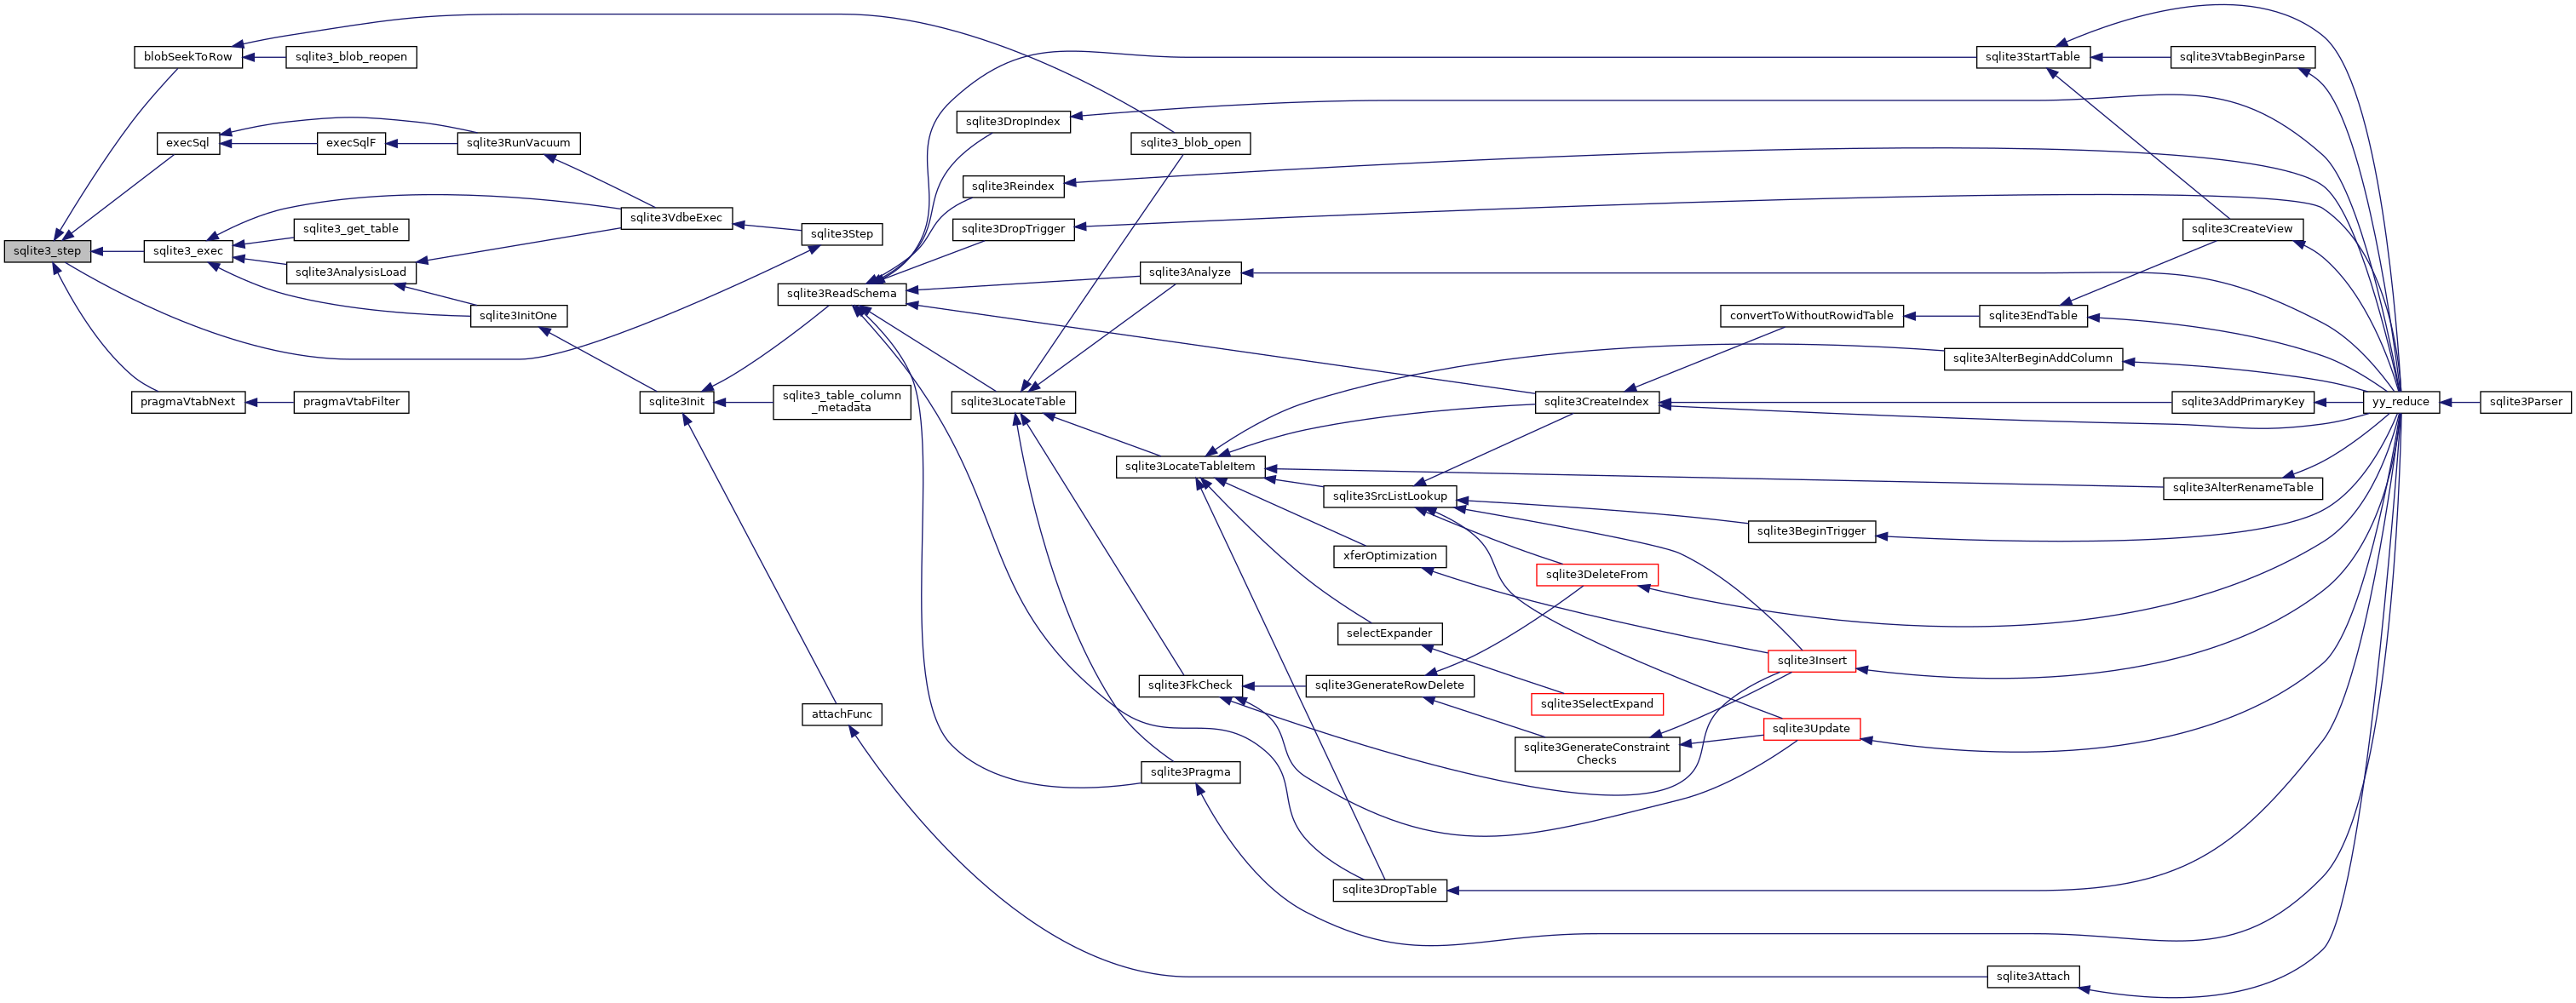 sqlite3_step
blobSeekToRow
sqlite3_blob_reopen
execSql
execSqlF
sqlite3RunVacuum
sqlite3_exec
sqlite3_get_table
sqlite3AnalysisLoad
sqlite3InitOne
pragmaVtabNext
pragmaVtabFilter
sqlite3VdbeExec
sqlite3Step
sqlite3Init
sqlite3_table_column
_metadata
attachFunc
sqlite3ReadSchema
sqlite3DropIndex
sqlite3Reindex
sqlite3DropTrigger
sqlite3LocateTable
sqlite3_blob_open
sqlite3Analyze
sqlite3LocateTableItem
sqlite3FkCheck
sqlite3Pragma
sqlite3SrcListLookup
xferOptimization
selectExpander
sqlite3GenerateRowDelete
sqlite3DropTable
sqlite3CreateIndex
sqlite3DeleteFrom
sqlite3SelectExpand
sqlite3GenerateConstraint
Checks
convertToWithoutRowidTable
sqlite3BeginTrigger
sqlite3Insert
sqlite3Update
sqlite3StartTable
sqlite3EndTable
sqlite3AlterBeginAddColumn
sqlite3Attach
sqlite3VtabBeginParse
sqlite3CreateView
sqlite3AddPrimaryKey
sqlite3AlterRenameTable
yy_reduce
sqlite3Parser